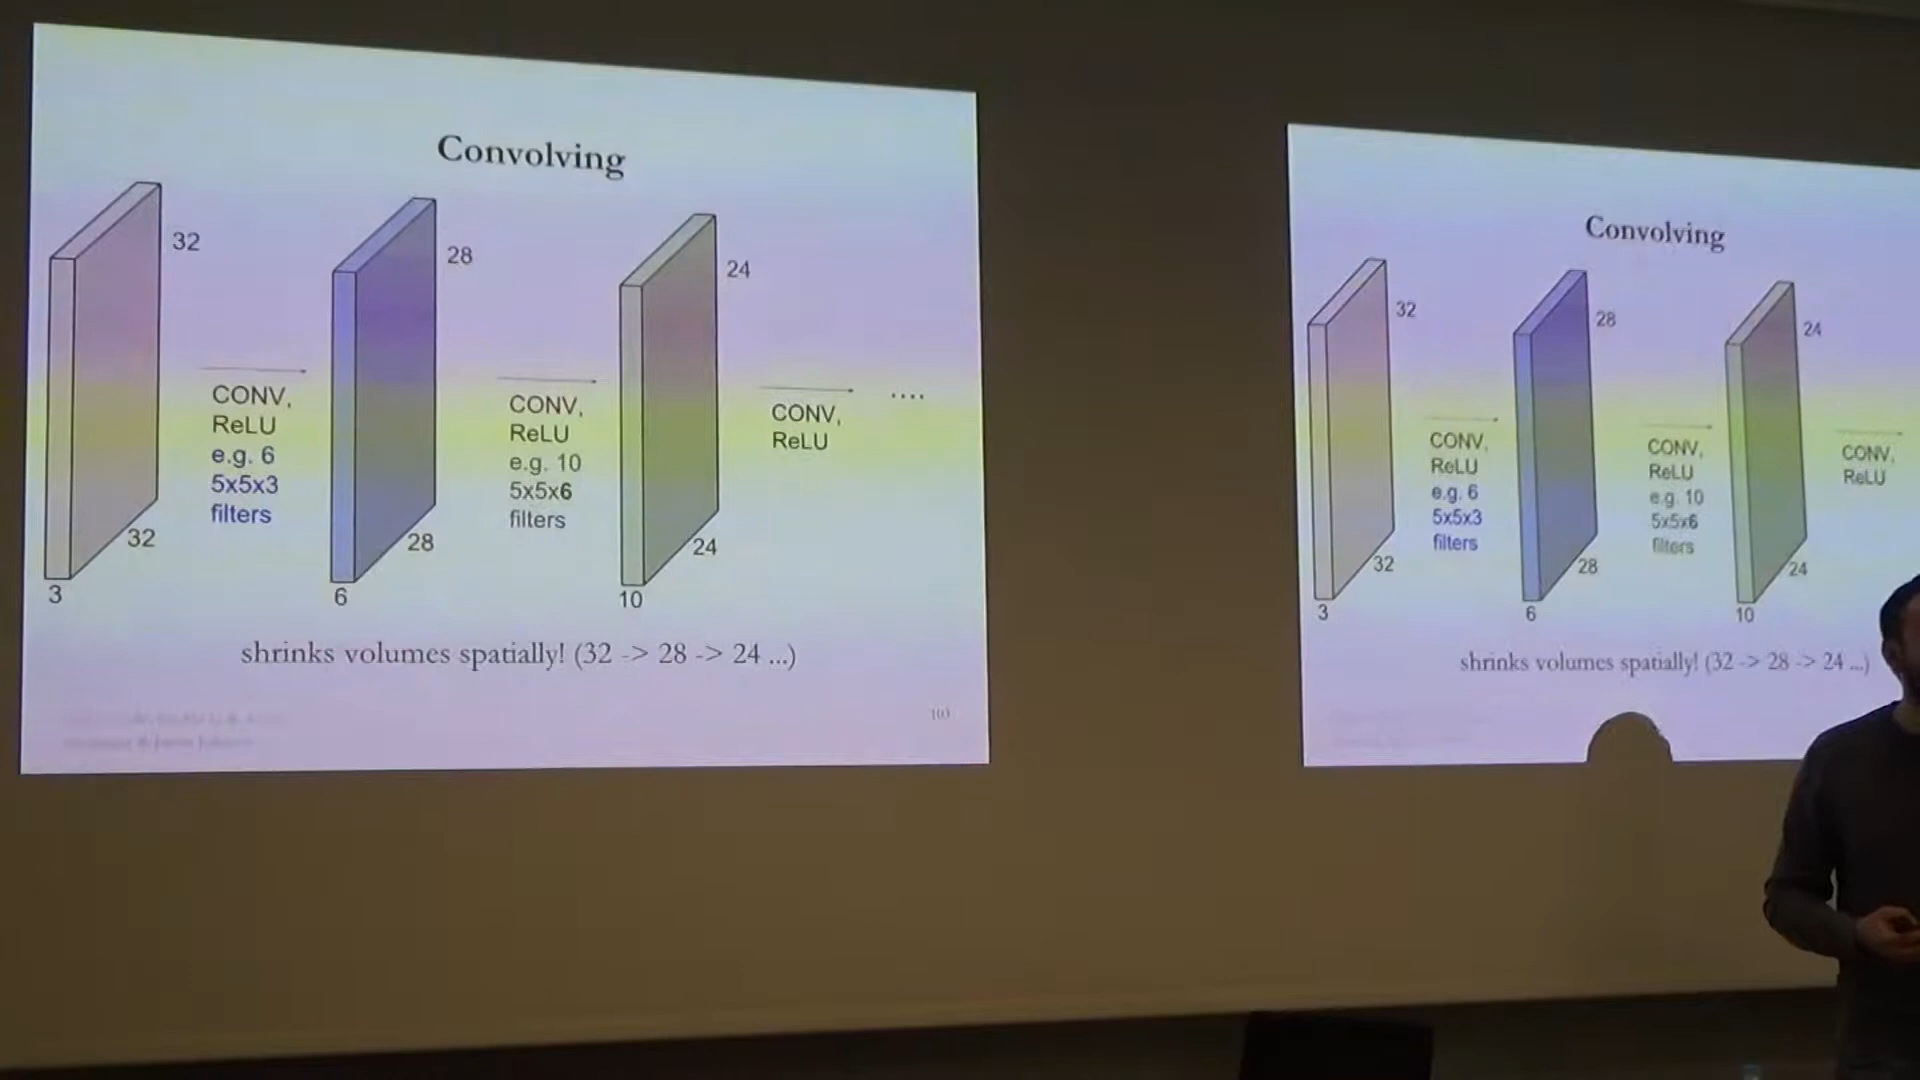 Convolving
32
28
24
CONV,
ReLU
e.g. 6
5x5x3
filters
CONV,
ReLU
e.g. 10
5x5x6
filters
CONV,
ReLU
....
32
28
24
3
6
10
shrinks volumes spatially! (32 -> 28 -> 24 ...)
103
Convolving
32
28
24
CONV,
ReLU
e.g. 6
5x5x3
filters
CONV,
ReLU
e.g. 10
5x5x6
filters
CONV,
ReLU
32
28
24
3
6
10
shrinks volumes spatially! (32 -> 28 -> 24 ...)